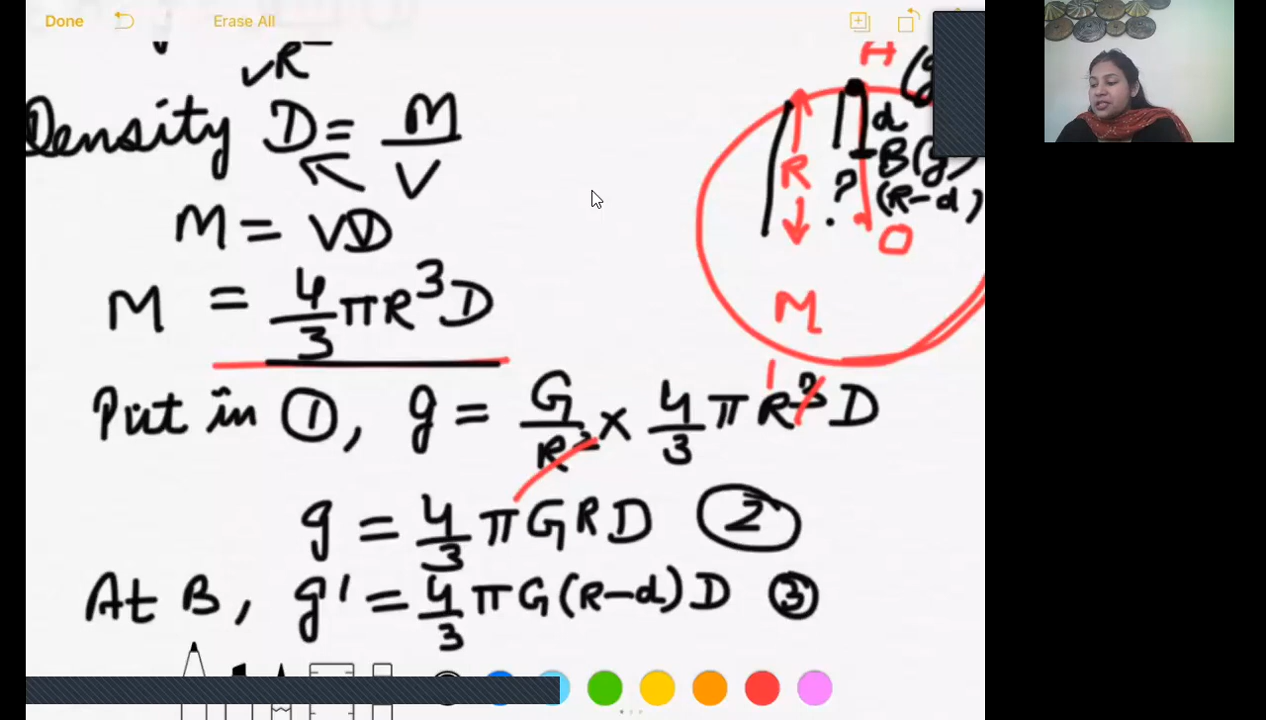 Done
Erase All
R
Density D = M/V
M = VD
M = 4/3 πR³D
Put in ①, g = G/R² × 4/3 πR³D
1
g = 4/3 πGRD ②
At B, g' = 4/3 πG(R-d)D ③
d
R
B(g')
?
(R-d)
O
M